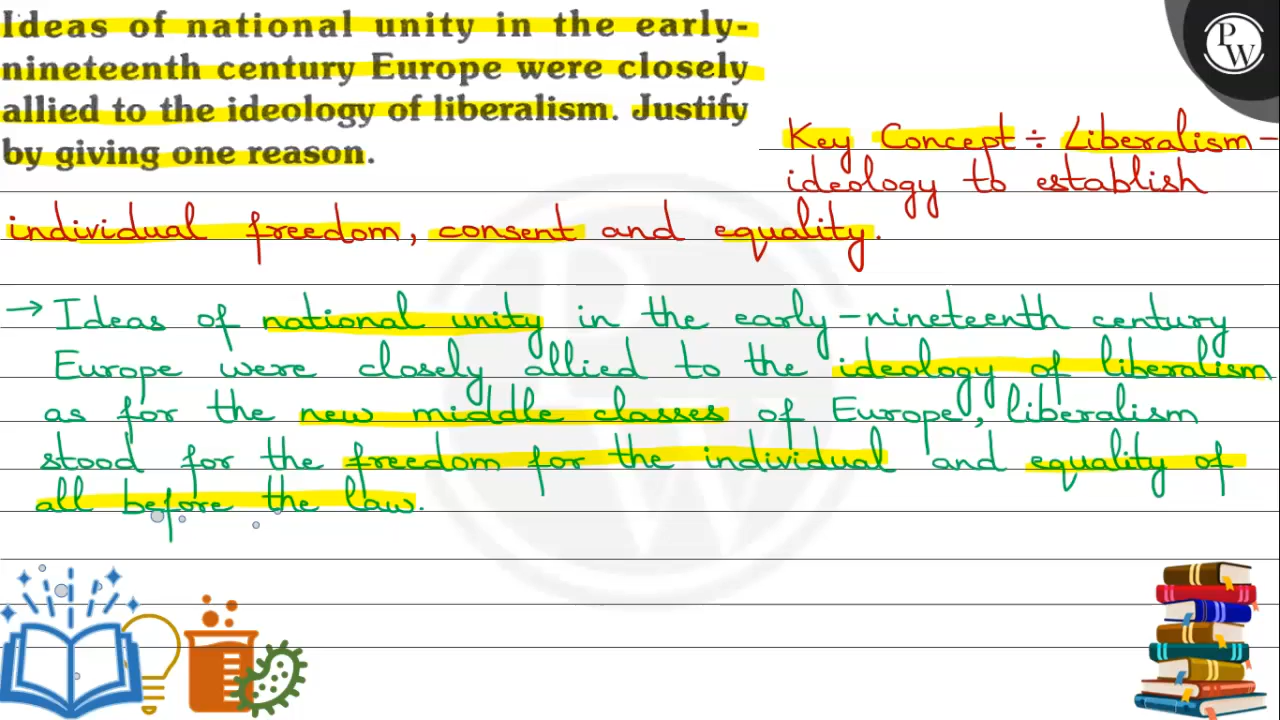 Ideas of national unity in the early-
nineteenth century Europe were closely
allied to the ideology of liberalism. Justify
by giving one reason.
PW
Key Concept ÷ Liberalism -
ideology to establish
individual freedom, consent and equality.
→ Ideas of national unity in the early-nineteenth century
Europe were closely allied to the ideology of liberalism
as for the new middle classes of Europe, liberalism
stood for the freedom for the individual and equality of
all before the law.
PW